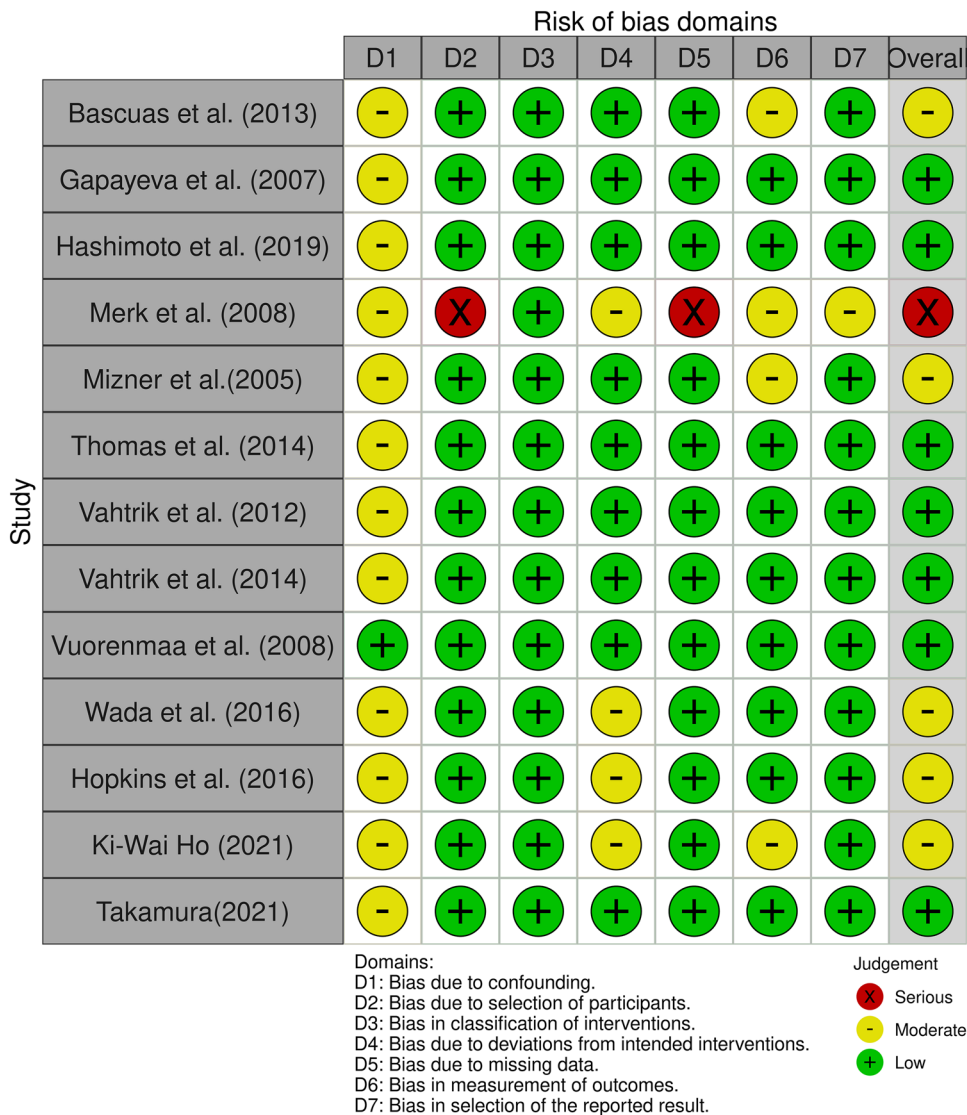 Risk of bias domains
D1 D2 D3 D4 D5 D6 D7 Overall
Study
Bascuas et al. (2013) - + + + + - + -
Gapayeva et al. (2007) - + + + + + + +
Hashimoto et al. (2019) - + + + + + + +
Merk et al. (2008) - X + - X - - X
Mizner et al.(2005) - + + + + - + -
Thomas et al. (2014) - + + + + + + +
Vahtrik et al. (2012) - + + + + + + +
Vahtrik et al. (2014) - + + + + + + +
Vuorenmaa et al. (2008) + + + + + + + +
Wada et al. (2016) - + + - + + + -
Hopkins et al. (2016) - + + - + + + -
Ki-Wai Ho (2021) - + + - + - + -
Takamura(2021) - + + + + + + +
Domains:
D1: Bias due to confounding.
D2: Bias due to selection of participants.
D3: Bias in classification of interventions.
D4: Bias due to deviations from intended interventions.
D5: Bias due to missing data.
D6: Bias in measurement of outcomes.
D7: Bias in selection of the reported result.
Judgement
X Serious
- Moderate
+ Low